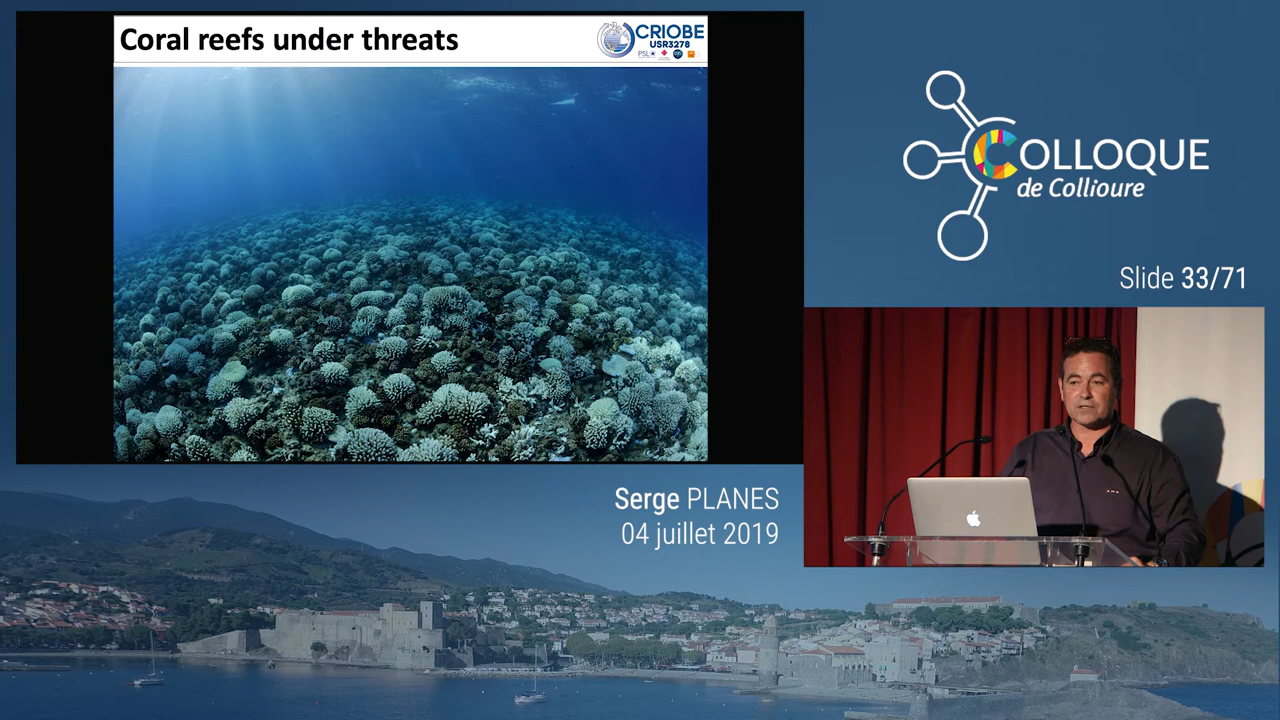 Coral reefs under threats
CRIOBE
USR3278
PSL
COLLOQUE
de Collioure
Slide 33/71
Serge PLANES
04 juillet 2019